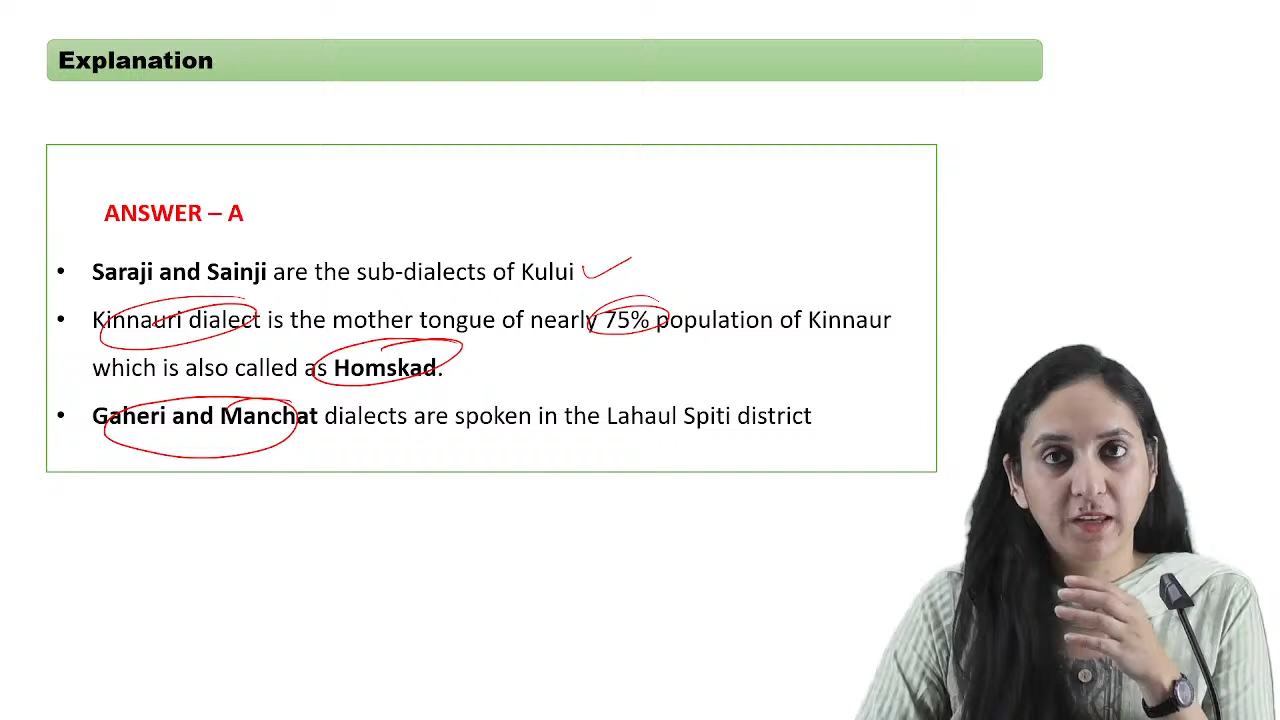 Explanation
ANSWER – A
• Saraji and Sainji are the sub-dialects of Kului
• Kinnauri dialect is the mother tongue of nearly 75% population of Kinnaur
which is also called as Homskad.
• Gaheri and Manchat dialects are spoken in the Lahaul Spiti district